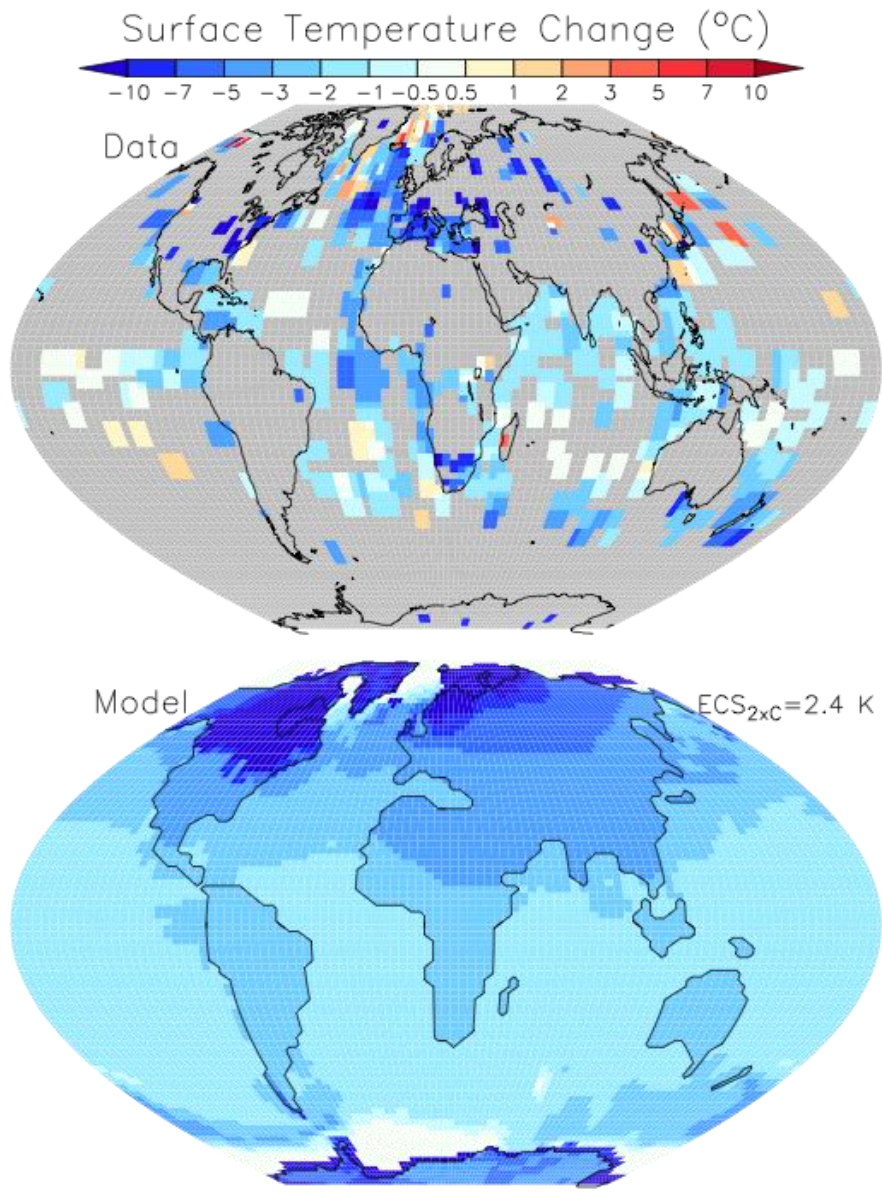 Surface Temperature Change (°C)
−10 −7 −5 −3 −2 −1 −0.5 0.5 1 2 3 5 7 10
Data
Model
ECS₂ₓC=2.4 K